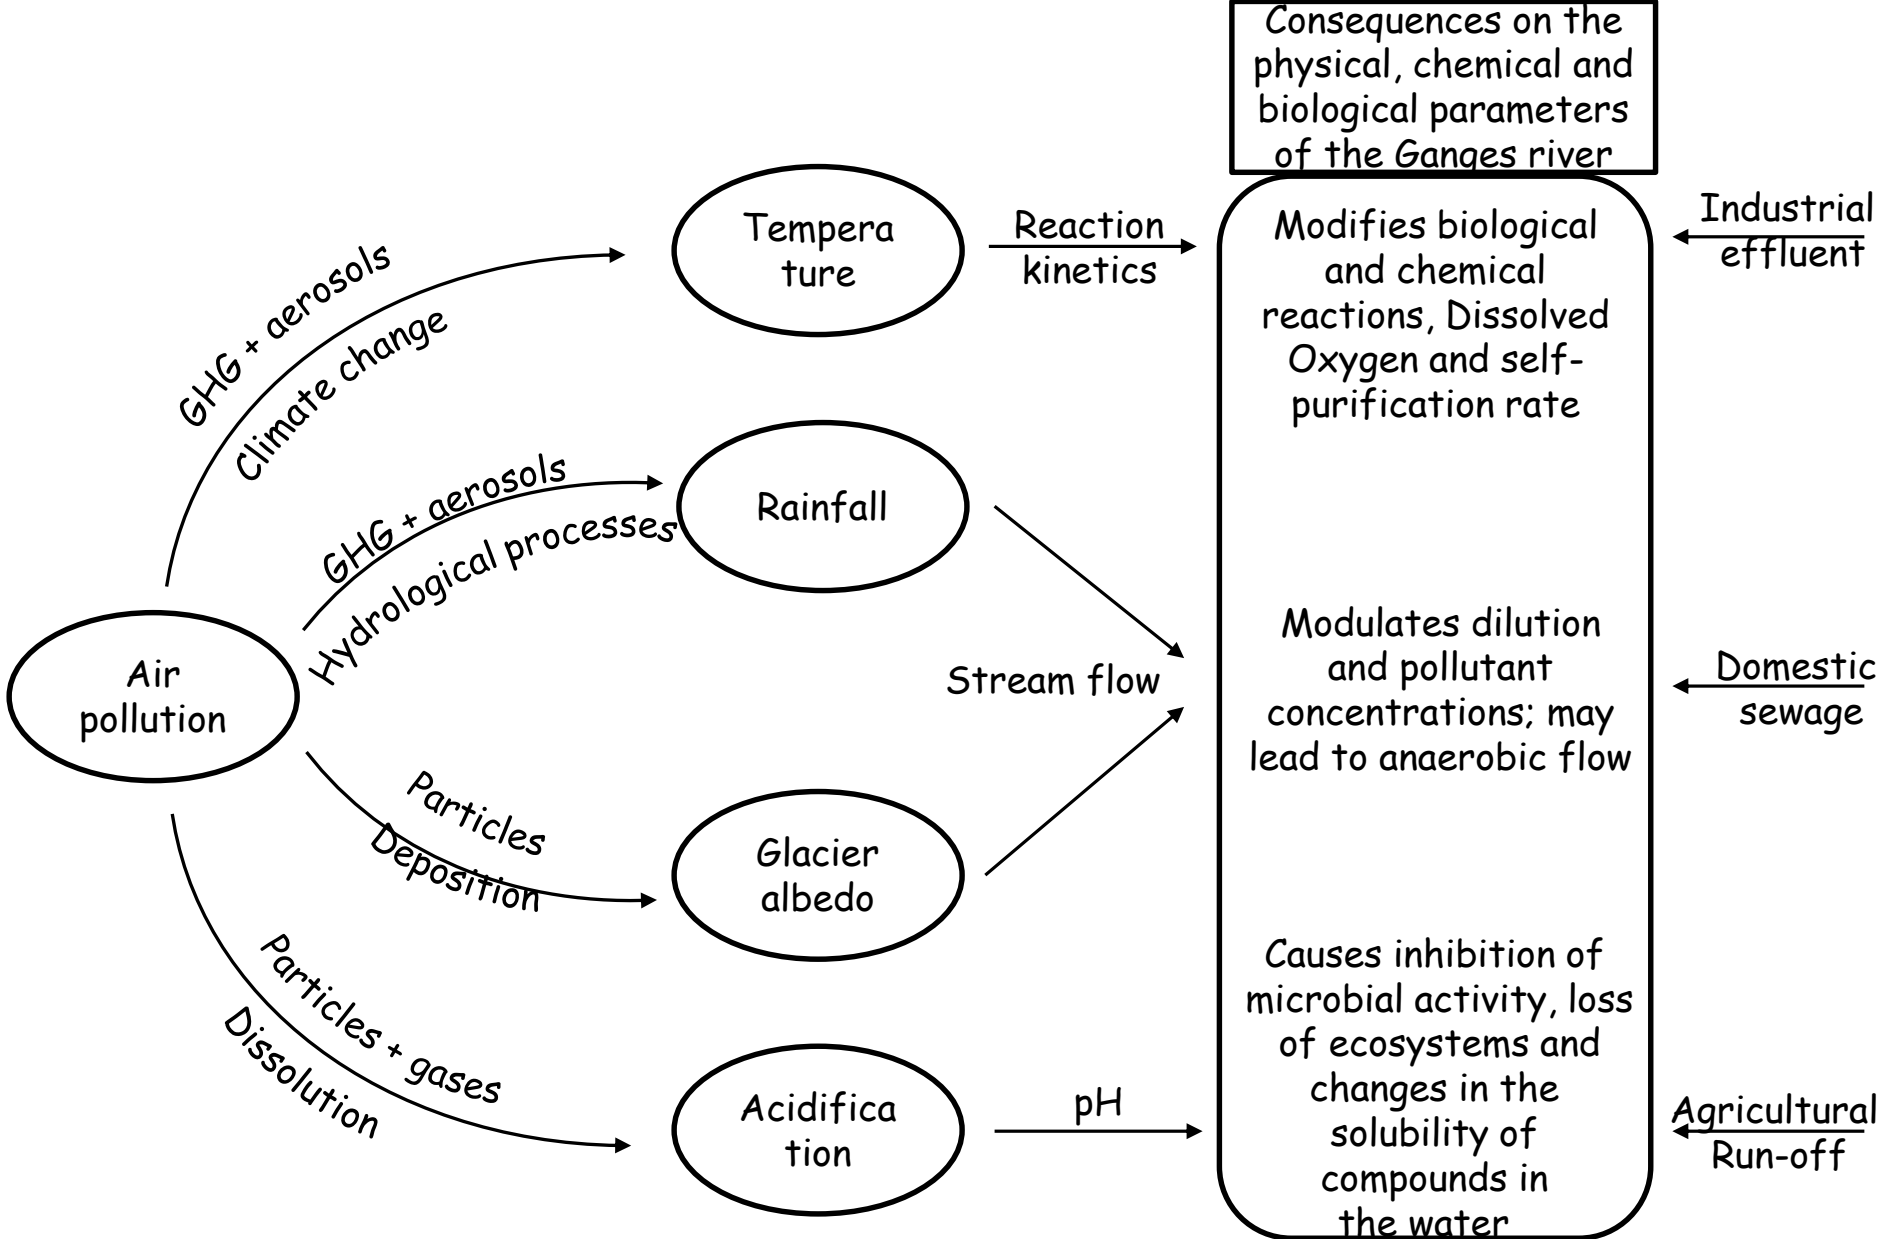 Consequences on the
physical, chemical and
biological parameters
of the Ganges river
Tempera
ture
Reaction
kinetics
Modifies biological
and chemical
reactions, Dissolved
Oxygen and self-
purification rate
Industrial
effluent
GHG + aerosols
Climate change
GHG + aerosols
Hydrological processes
Rainfall
Air
pollution
Stream flow
Modulates dilution
and pollutant
concentrations; may
lead to anaerobic flow
Domestic
sewage
Particles
Deposition
Glacier
albedo
Particles + gases
Dissolution
Acidifica
tion
pH
Causes inhibition of
microbial activity, loss
of ecosystems and
changes in the
solubility of
compounds in
the water
Agricultural
Run-off